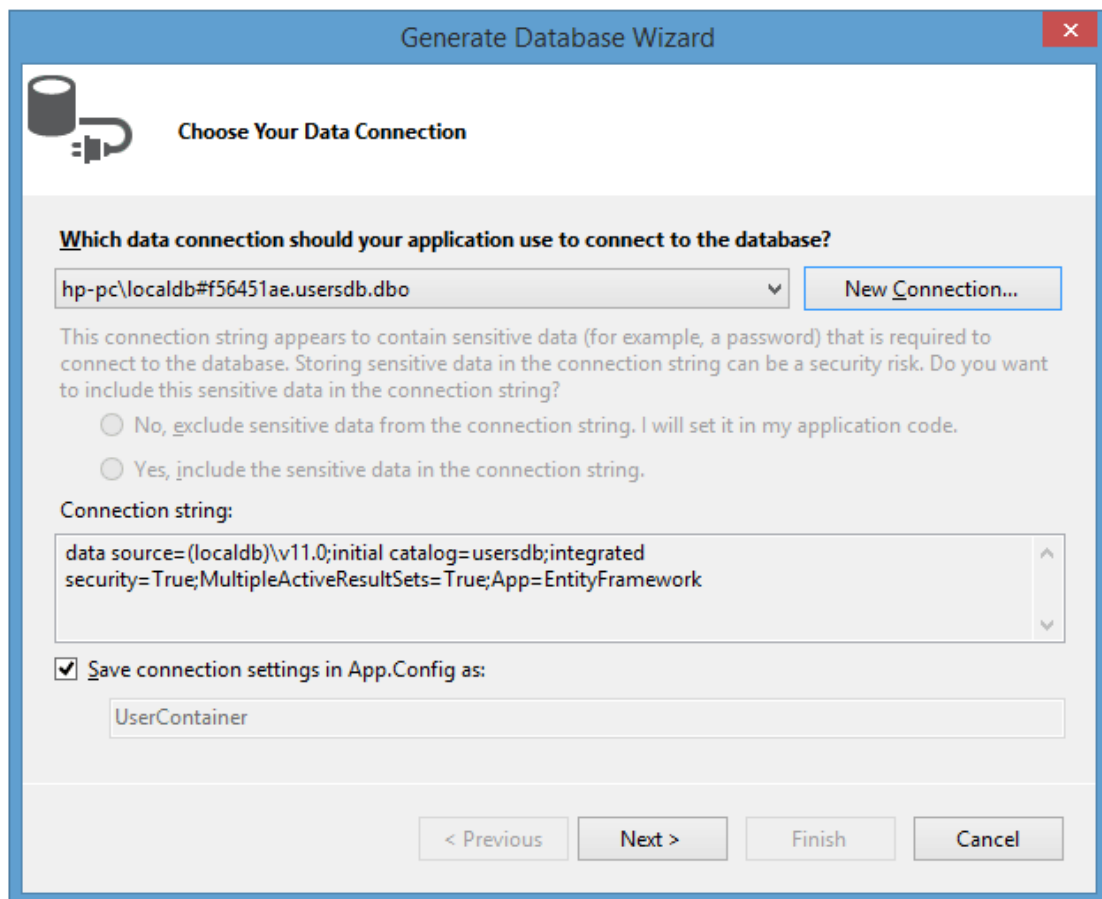 Generate Database Wizard
Choose Your Data Connection
Which data connection should your application use to connect to the database?
hp-pc\localdb#f56451ae.usersdb.dbo
New Connection...
This connection string appears to contain sensitive data (for example, a password) that is required to
connect to the database. Storing sensitive data in the connection string can be a security risk. Do you want
to include this sensitive data in the connection string?
No, exclude sensitive data from the connection string. I will set it in my application code.
Yes, include the sensitive data in the connection string.
Connection string:
data source=(localdb)\v11.0;initial catalog=usersdb;integrated
security=True;MultipleActiveResultSets=True;App=EntityFramework
Save connection settings in App.Config as:
UserContainer
< Previous
Next >
Finish
Cancel